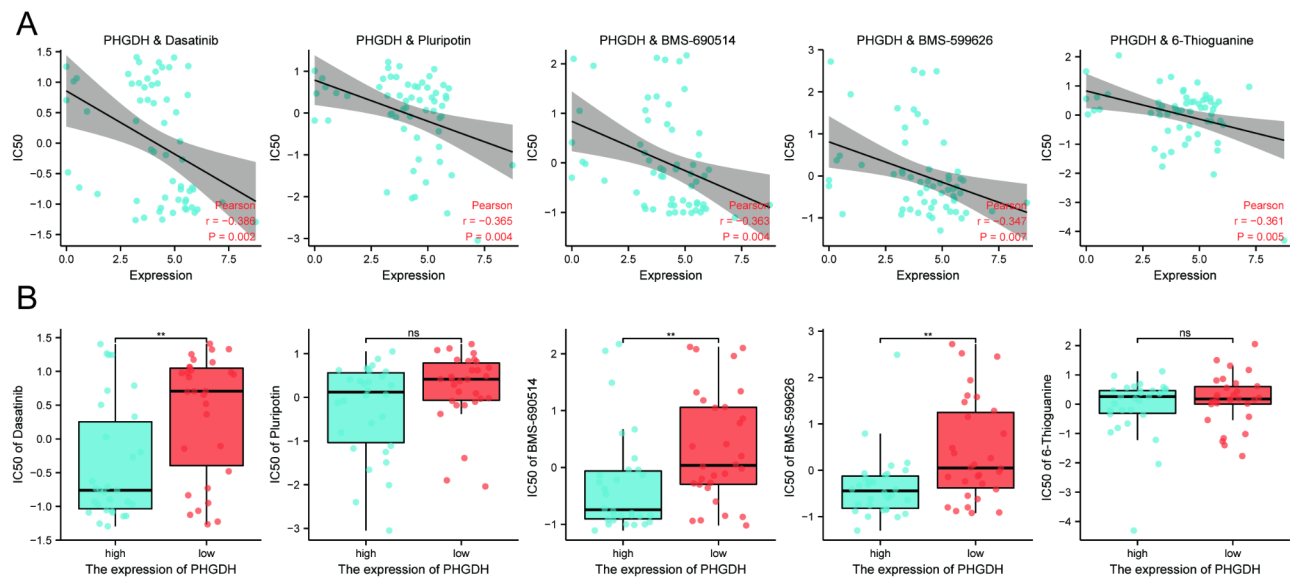 A
PHGDH & Dasatinib
IC50
1.5
1.0
0.5
0.0
−0.5
−1.0
−1.5
0.0
2.5
5.0
7.5
Expression
Pearson
r = −0.386
P = 0.002
PHGDH & Pluripotin
IC50
1
0
−1
−2
−3
0.0
2.5
5.0
7.5
Expression
Pearson
r = −0.365
P = 0.004
PHGDH & BMS-690514
IC50
2
1
0
−1
0.0
2.5
5.0
7.5
Expression
Pearson
r = −0.363
P = 0.004
PHGDH & BMS-599626
IC50
3
2
1
0
−1
0.0
2.5
5.0
7.5
Expression
Pearson
r = −0.347
P = 0.007
PHGDH & 6-Thioguanine
IC50
2
1
0
−1
−2
−3
−4
0.0
2.5
5.0
7.5
Expression
Pearson
r = −0.361
P = 0.005
B
IC50 of Dasatinib
1.5
1.0
0.5
0.0
−0.5
−1.0
−1.5
**
high
low
The expression of PHGDH
IC50 of Pluripotin
1
0
−1
−2
−3
ns
high
low
The expression of PHGDH
IC50 of BMS-690514
2
1
0
−1
**
high
low
The expression of PHGDH
IC50 of BMS-599626
3
2
1
0
−1
**
high
low
The expression of PHGDH
IC50 of 6-Thioguanine
2
1
0
−1
−2
−3
−4
ns
high
low
The expression of PHGDH